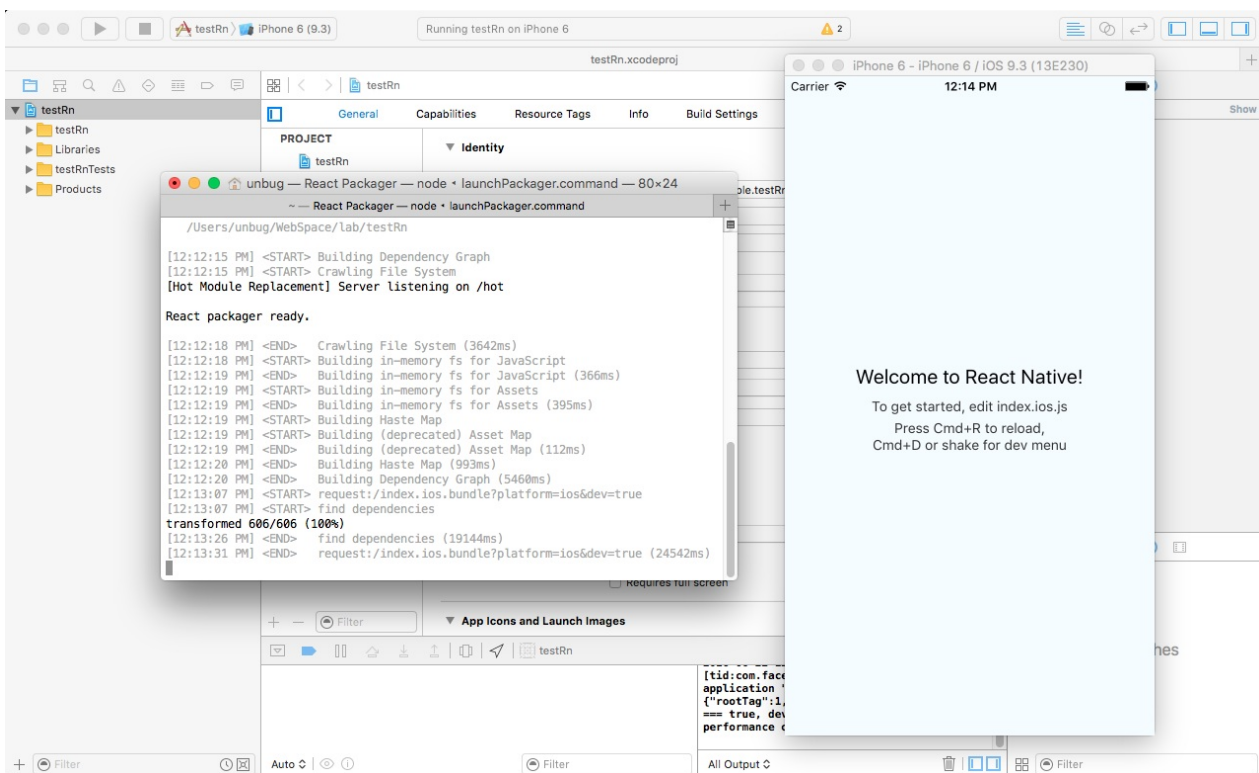 testRn
iPhone 6 (9.3)
Running testRn on iPhone 6
2
testRn.xcodeproj
testRn
testRn
testRn
Libraries
testRnTests
Products
General Capabilities Resource Tags Info Build Settings
Show
PROJECT
testRn
Identity
ple.testRn
unbug — React Packager — node • launchPackager.command — 80×24
~ — React Packager — node • launchPackager.command
/Users/unbug/WebSpace/lab/testRn
[12:12:15 PM] <START> Building Dependency Graph
[12:12:15 PM] <START> Crawling File System
[Hot Module Replacement] Server listening on /hot
React packager ready.
[12:12:18 PM] <END>   Crawling File System (3642ms)
[12:12:18 PM] <START> Building in-memory fs for JavaScript
[12:12:19 PM] <END>   Building in-memory fs for JavaScript (366ms)
[12:12:19 PM] <START> Building in-memory fs for Assets
[12:12:19 PM] <END>   Building in-memory fs for Assets (395ms)
[12:12:19 PM] <START> Building Haste Map
[12:12:19 PM] <START> Building (deprecated) Asset Map
[12:12:19 PM] <END>   Building (deprecated) Asset Map (112ms)
[12:12:20 PM] <END>   Building Haste Map (993ms)
[12:12:20 PM] <END>   Building Dependency Graph (5460ms)
[12:13:07 PM] <START> request:/index.ios.bundle?platform=ios&dev=true
[12:13:07 PM] <START> find dependencies
transformed 606/606 (100%)
[12:13:26 PM] <END>   find dependencies (19144ms)
[12:13:31 PM] <END>   request:/index.ios.bundle?platform=ios&dev=true (24542ms)
Requires full screen
Filter
App Icons and Launch Images
testRn
[tid:com.face
application '
{"rootTag":1,
=== true, dev
performance
hes
iPhone 6 - iPhone 6 / iOS 9.3 (13E230)
Carrier
12:14 PM
Welcome to React Native!
To get started, edit index.ios.js
Press Cmd+R to reload,
Cmd+D or shake for dev menu
Filter
Auto
Filter
All Output
Filter